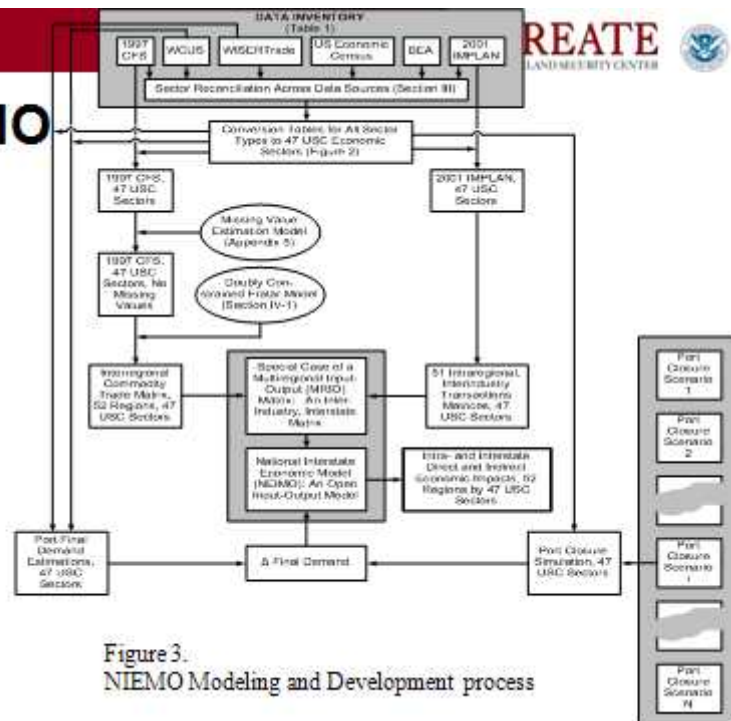 DATA INVENTORY
(Table 1)
1997
CFS
WCUS
WISERTrade
US Economic
Census
BEA
2001
IMPLAN
REATE
LAND SECURITY CENTER
Sector Reconciliation Across Data Sources (Section III)
IO
Conversion Tables for All Sector
Types to 47 USC Economic
Sectors (Figure 2)
1997 CFS,
47 USC
Sectors
2001 IMPLAN,
47 USC
Sectors
Missing Value
Estimation Model
(Appendix 5)
1997 CFS,
47 USC
Sectors, No
Missing
Values
Doubly Con-
strained Fratar Model
(Section IV-1)
Interregional
Commodity
Trade Matrix,
52 Regions, 47
USC Sectors
Special Case of a
Multiregional Input-
Output (MRIO)
Matrix: An Inter-
Industry, Interstate
Matrix
51 Intraregional,
Interindustry
Transactions
Matrices, 47
USC Sectors
National Interstate
Economic Model
(NIEMO): An Open
Input-Output Model
Intra- and Interstate
Direct and Indirect
Economic Impacts, 52
Regions by 47 USC
Sectors
Port Final
Demand
Estimations,
47 USC
Sectors
Δ Final Demand
Port Closure
Simulation, 47
USC Sectors
Port
Closure
Scenario
1
Port
Closure
Scenario
2
Port
Closure
Scenario
i
Port
Closure
Scenario
N
Figure 3.
NIEMO Modeling and Development process